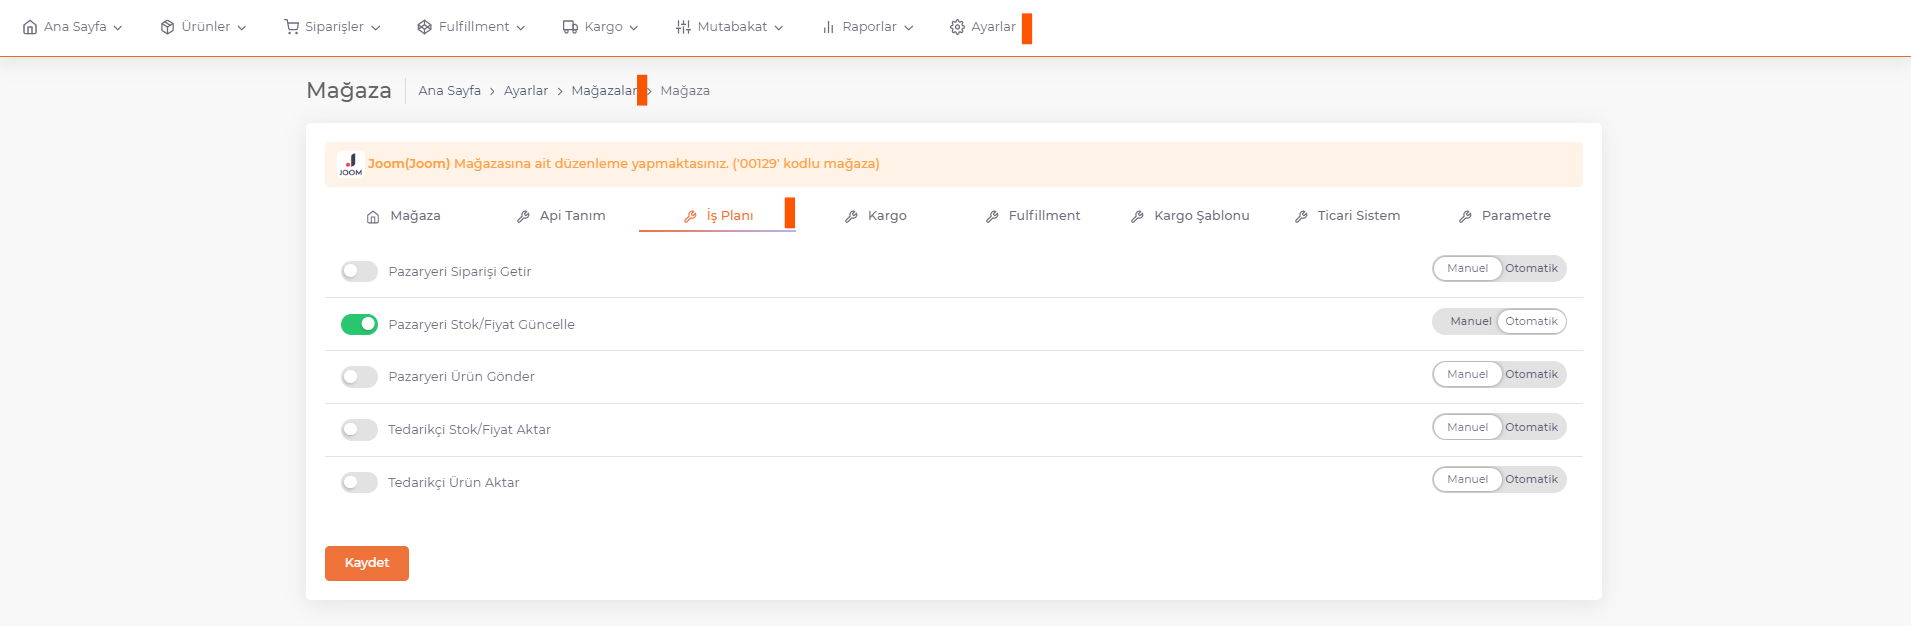 Ana Sayfa Ürünler Siparişler Fulfillment Kargo Mutabakat Raporlar Ayarlar
Mağaza Ana Sayfa > Ayarlar > Mağazalar > Mağaza
JOOM Joom(Joom) Mağazasına ait düzenleme yapmaktasınız. ('00129' kodlu mağaza)
Mağaza Api Tanım İş Planı Kargo Fulfillment Kargo Şablonu Ticari Sistem Parametre
Pazaryeri Siparişi Getir Manuel Otomatik
Pazaryeri Stok/Fiyat Güncelle Manuel Otomatik
Pazaryeri Ürün Gönder Manuel Otomatik
Tedarikçi Stok/Fiyat Aktar Manuel Otomatik
Tedarikçi Ürün Aktar Manuel Otomatik
Kaydet